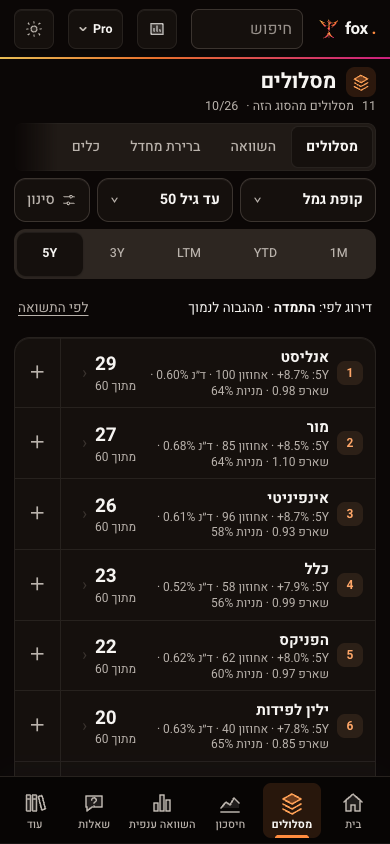 fox.
חיפוש
Pro
מסלולים
11 מסלולים מהסוג הזה · 10/26
מסלולים
השוואה
ברירת מחדל
כלים
קופת גמל
עד גיל 50
סינון
1M
YTD
LTM
3Y
5Y
דירוג לפי: התמדה · מהגבוה לנמוך
לפי התשואה
1
אנליסט
5Y: +8.7% · אחוזון 100 · ד״נ 0.60% ·
שארפ 0.98 · מניות 64%
29
מתוך 60
2
מור
5Y: +8.5% · אחוזון 85 · ד״נ 0.68% ·
שארפ 1.10 · מניות 64%
27
מתוך 60
3
אינפיניטי
5Y: +8.7% · אחוזון 96 · ד״נ 0.61% ·
שארפ 0.93 · מניות 58%
26
מתוך 60
4
כלל
5Y: +7.9% · אחוזון 58 · ד״נ 0.52% ·
שארפ 0.99 · מניות 56%
23
מתוך 60
5
הפניקס
5Y: +8.0% · אחוזון 62 · ד״נ 0.62% ·
שארפ 0.97 · מניות 60%
22
מתוך 60
6
ילין לפידות
5Y: +7.8% · אחוזון 40 · ד״נ 0.63% ·
שארפ 0.85 · מניות 65%
20
מתוך 60
בית
מסלולים
חיסכון
השוואה ענפית
שאלות
עוד